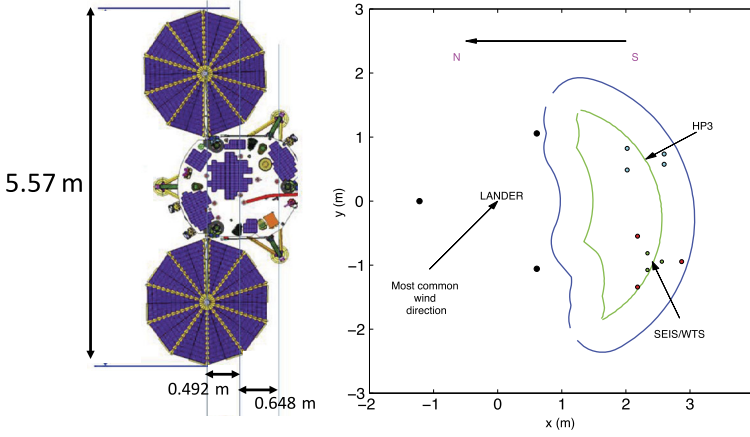 5.57 m
0.492 m
0.648 m
3
2
1
0
−1
−2
−3
y (m)
N
S
HP3
LANDER
Most common
wind
direction
SEIS/WTS
−2
−1
0
1
2
3
x (m)